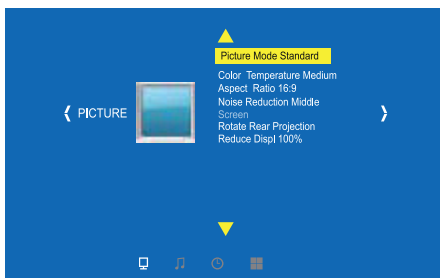 Picture Mode Standard
Color Temperature Medium
Aspect Ratio 16:9
Noise Reduction Middle
PICTURE
Screen
Rotate Rear Projection
Reduce Displ 100%